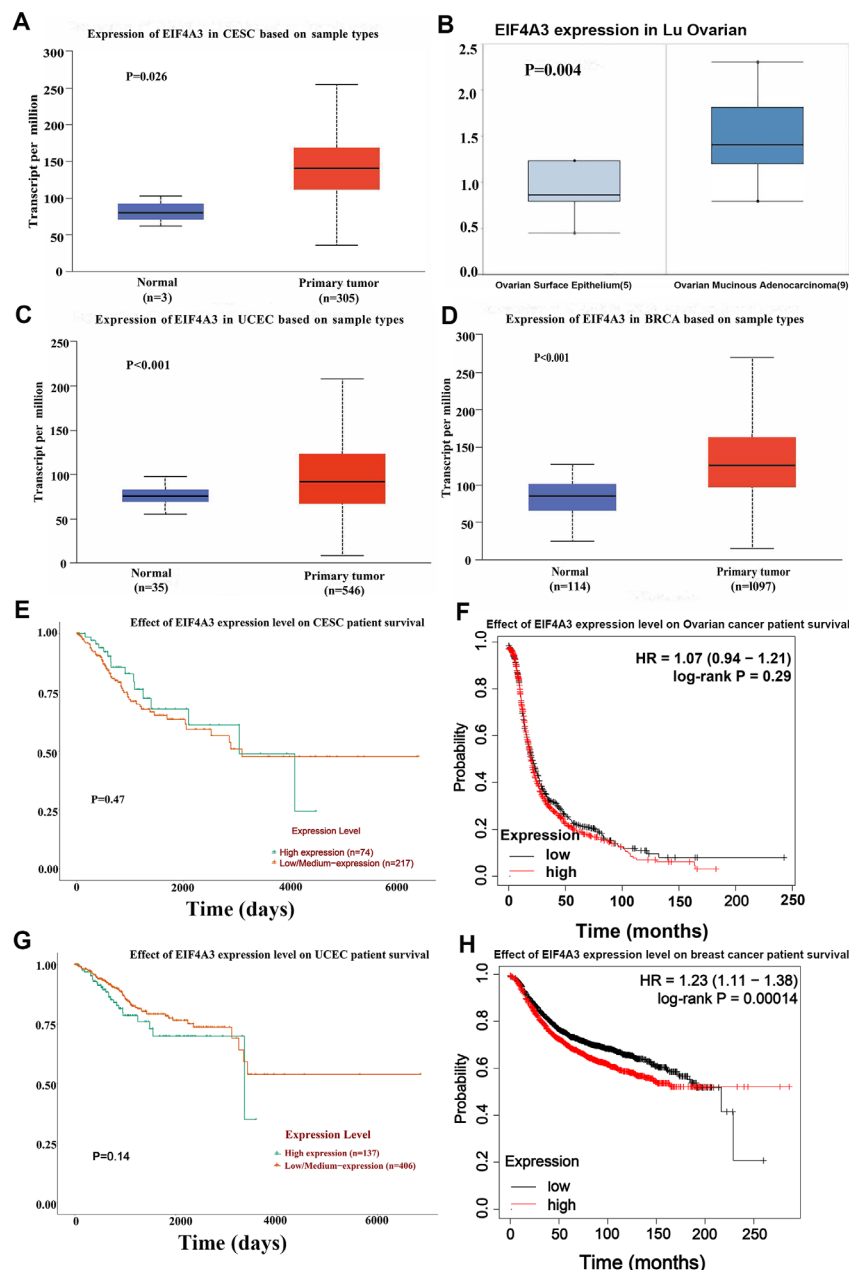 A
Expression of EIF4A3 in CESC based on sample types
P=0.026
Transcript per million
300
250
200
150
100
50
0
Normal
(n=3)
Primary tumor
(n=305)
B
EIF4A3 expression in Lu Ovarian
P=0.004
2.5
2.0
1.5
1.0
0.5
0.0
Ovarian Surface Epithelium(5)
Ovarian Mucinous Adenocarcinoma(9)
C
Expression of EIF4A3 in UCEC based on sample types
P<0.001
Transcript per million
250
200
150
100
50
0
Normal
(n=35)
Primary tumor
(n=546)
D
Expression of EIF4A3 in BRCA based on sample types
P<0.001
Transcript per million
300
250
200
150
100
50
0
Normal
(n=114)
Primary tumor
(n=1097)
E
Effect of EIF4A3 expression level on CESC patient survival
1.00
0.75
0.50
0.25
0.00
P=0.47
Expression Level
High expression (n=74)
Low/Medium-expression (n=217)
0
2000
4000
6000
Time (days)
F
Effect of EIF4A3 expression level on Ovarian cancer patient survival
HR = 1.07 (0.94 − 1.21)
log-rank P = 0.29
Probability
1.0
0.8
0.6
0.4
0.2
0.0
Expression
low
high
0
50
100
150
200
250
Time (months)
G
Effect of EIF4A3 expression level on UCEC patient survival
1.00
0.75
0.50
0.25
0.00
P=0.14
Expression Level
High expression (n=137)
Low/Medium-expression (n=406)
0
2000
4000
6000
Time (days)
H
Effect of EIF4A3 expression level on breast cancer patient survival
HR = 1.23 (1.11 − 1.38)
log-rank P = 0.00014
Probability
1.0
0.8
0.6
0.4
0.2
0.0
Expression
low
high
0
50
100
150
200
250
Time (months)